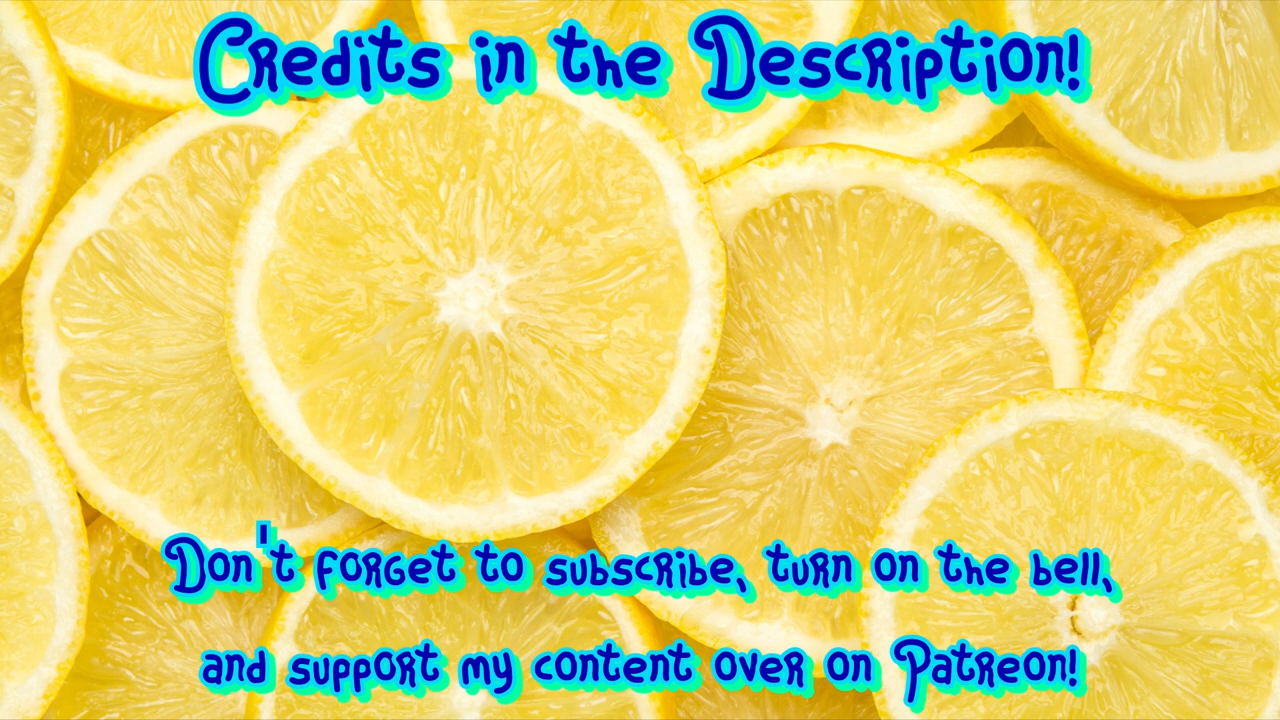 Credits in the Description!
Don't forget to subscribe, turn on the bell,
and support my content over on Patreon!